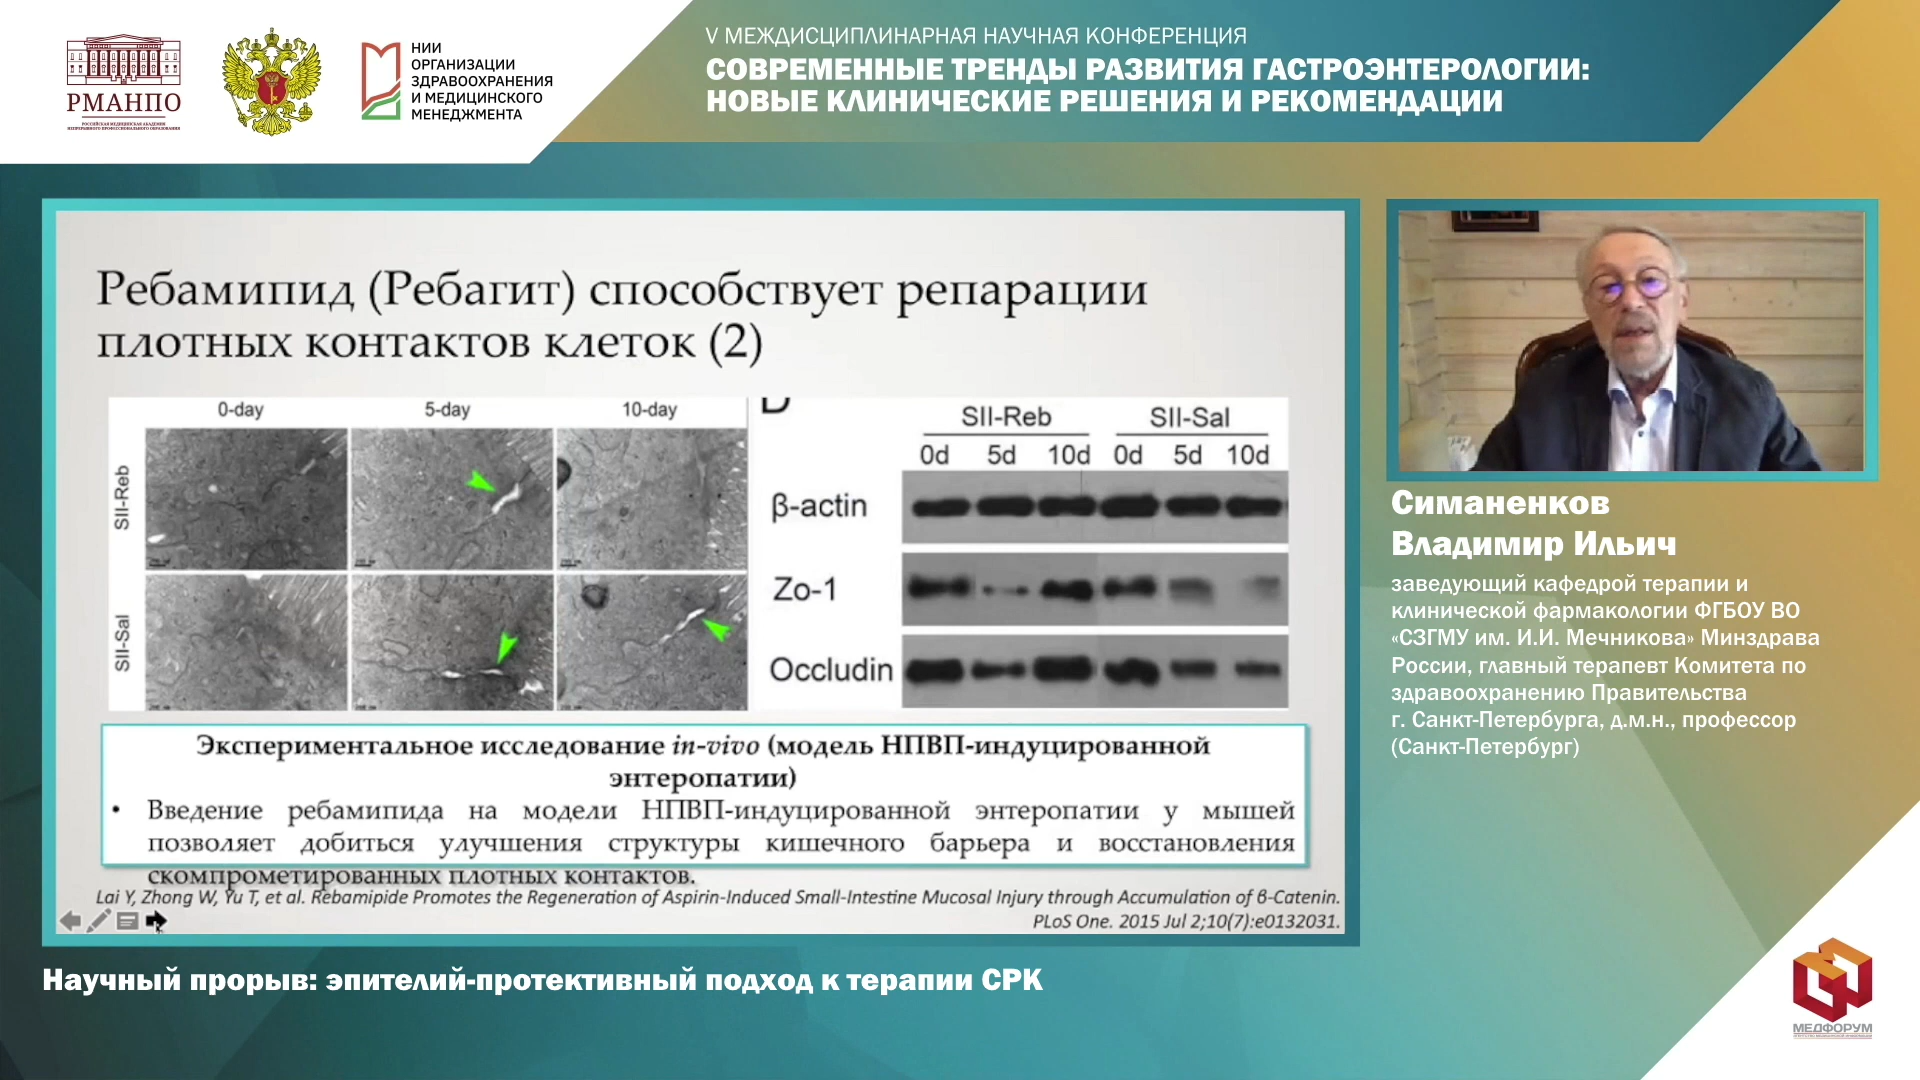 РМАНПО
РОССИЙСКАЯ МЕДИЦИНСКАЯ АКАДЕМИЯ
НЕПРЕРЫВНОГО ПРОФЕССИОНАЛЬНОГО ОБРАЗОВАНИЯ
НИИ
ОРГАНИЗАЦИИ
ЗДРАВООХРАНЕНИЯ
И МЕДИЦИНСКОГО
МЕНЕДЖМЕНТА
V МЕЖДИСЦИПЛИНАРНАЯ НАУЧНАЯ КОНФЕРЕНЦИЯ
СОВРЕМЕННЫЕ ТРЕНДЫ РАЗВИТИЯ ГАСТРОЭНТЕРОЛОГИИ:
НОВЫЕ КЛИНИЧЕСКИЕ РЕШЕНИЯ И РЕКОМЕНДАЦИИ
Ребамипид (Ребагит) способствует репарации
плотных контактов клеток (2)
0-day 5-day 10-day
SII-Reb
SII-Sal
SII-Reb SII-Sal
0d 5d 10d 0d 5d 10d
β-actin
Zo-1
Occludin
Экспериментальное исследование in-vivo (модель НПВП-индуцированной
энтеропатии)
• Введение ребамипида на модели НПВП-индуцированной энтеропатии у мышей
позволяет добиться улучшения структуры кишечного барьера и восстановления
скомпрометированных плотных контактов.
Lai Y, Zhong W, Yu T, et al. Rebamipide Promotes the Regeneration of Aspirin-Induced Small-Intestine Mucosal Injury through Accumulation of β-Catenin.
PLoS One. 2015 Jul 2;10(7):e0132031.
Симаненков
Владимир Ильич
заведующий кафедрой терапии и
клинической фармакологии ФГБОУ ВО
«СЗГМУ им. И.И. Мечникова» Минздрава
России, главный терапевт Комитета по
здравоохранению Правительства
г. Санкт-Петербурга, д.м.н., профессор
(Санкт-Петербург)
Научный прорыв: эпителий-протективный подход к терапии СРК
МЕДФОРУМ